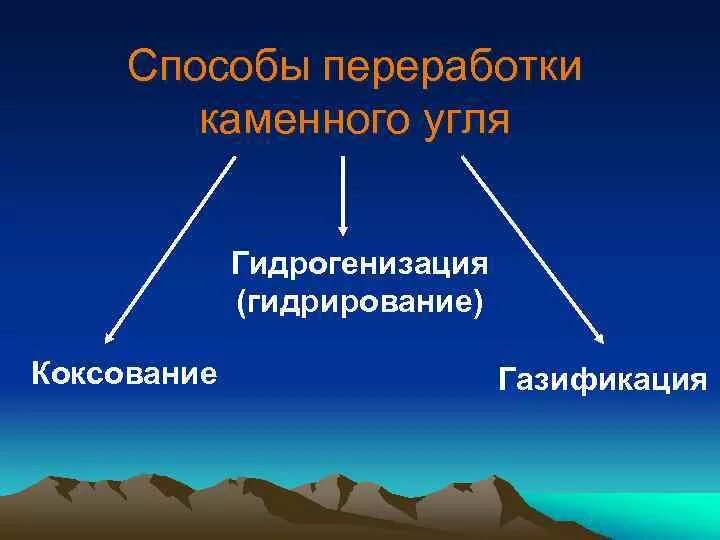 Способы переработки
каменного угля
Гидрогенизация
(гидрирование)
Коксование
Газификация